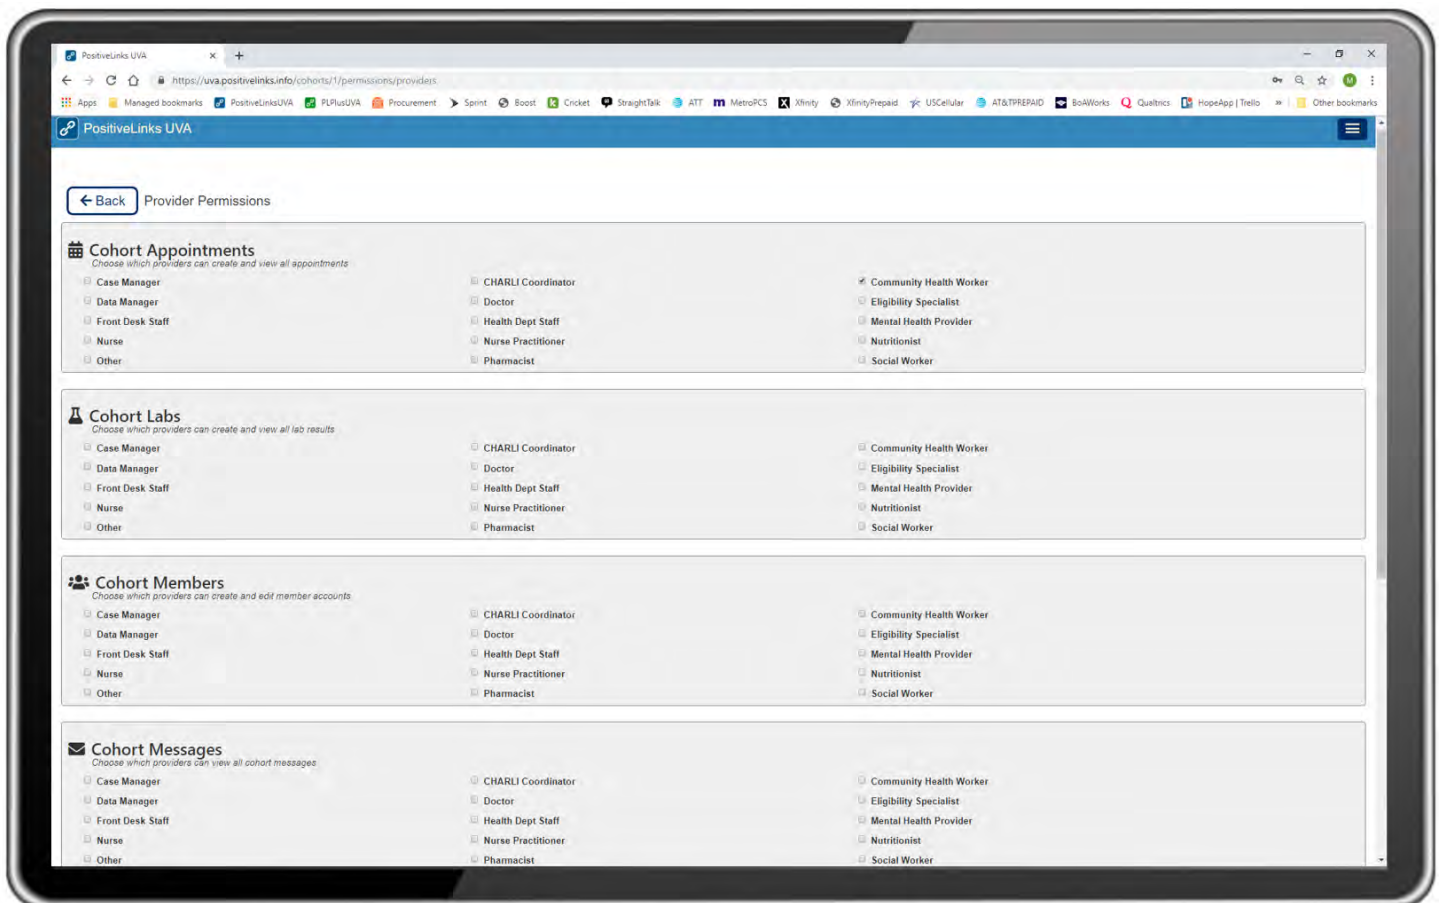 PositiveLinks UVA
https://uva.positivelinks.info/cohorts/1/permissions/providers
M
Apps Managed bookmarks PositiveLinksUVA PLPlusUVA Procurement Sprint Boost k Cricket StraightTalk ATT m MetroPCS X Xfinity XfinityPrepaid USCellular AT&TPREPAID BoAWorks Q Qualtrics HopeApp | Trello » Other bookmarks
PositiveLinks UVA
Back Provider Permissions
Cohort Appointments
Choose which providers can create and view all appointments
Case Manager CHARLI Coordinator Community Health Worker
Data Manager Doctor Eligibility Specialist
Front Desk Staff Health Dept Staff Mental Health Provider
Nurse Nurse Practitioner Nutritionist
Other Pharmacist Social Worker
Cohort Labs
Choose which providers can create and view all lab results
Case Manager CHARLI Coordinator Community Health Worker
Data Manager Doctor Eligibility Specialist
Front Desk Staff Health Dept Staff Mental Health Provider
Nurse Nurse Practitioner Nutritionist
Other Pharmacist Social Worker
Cohort Members
Choose which providers can create and edit member accounts
Case Manager CHARLI Coordinator Community Health Worker
Data Manager Doctor Eligibility Specialist
Front Desk Staff Health Dept Staff Mental Health Provider
Nurse Nurse Practitioner Nutritionist
Other Pharmacist Social Worker
Cohort Messages
Choose which providers can view all cohort messages
Case Manager CHARLI Coordinator Community Health Worker
Data Manager Doctor Eligibility Specialist
Front Desk Staff Health Dept Staff Mental Health Provider
Nurse Nurse Practitioner Nutritionist
Other Pharmacist Social Worker